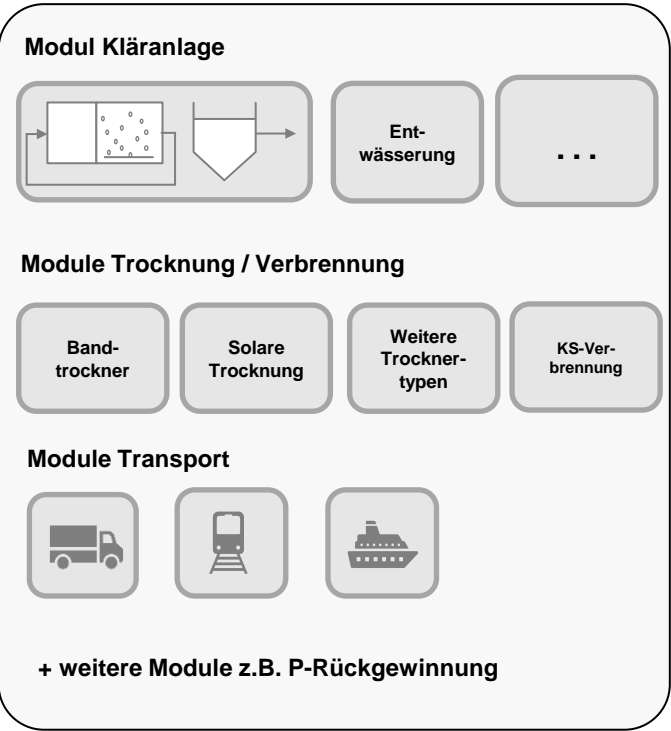 Modul Kläranlage
Ent-
wässerung
. . .
Module Trocknung / Verbrennung
Band-
trockner
Solare
Trocknung
Weitere
Trockner-
typen
KS-Ver-
brennung
Module Transport
+ weitere Module z.B. P-Rückgewinnung